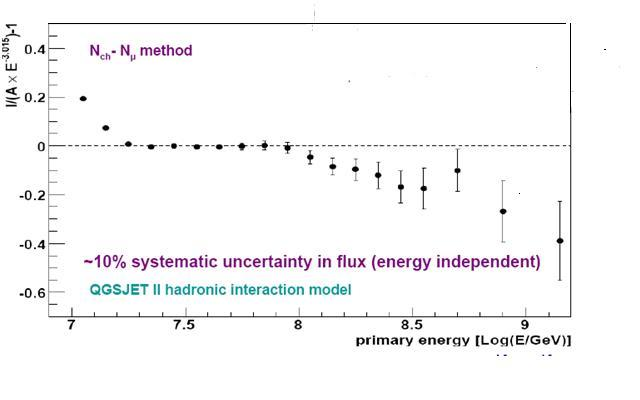 I/(A x E^-3.015)-1
0.4
N_ch- N_μ method
0.2
0
-0.2
-0.4
~10% systematic uncertainty in flux (energy independent)
QGSJET II hadronic interaction model
-0.6
7 7.5 8 8.5 9
primary energy [Log(E/GeV)]